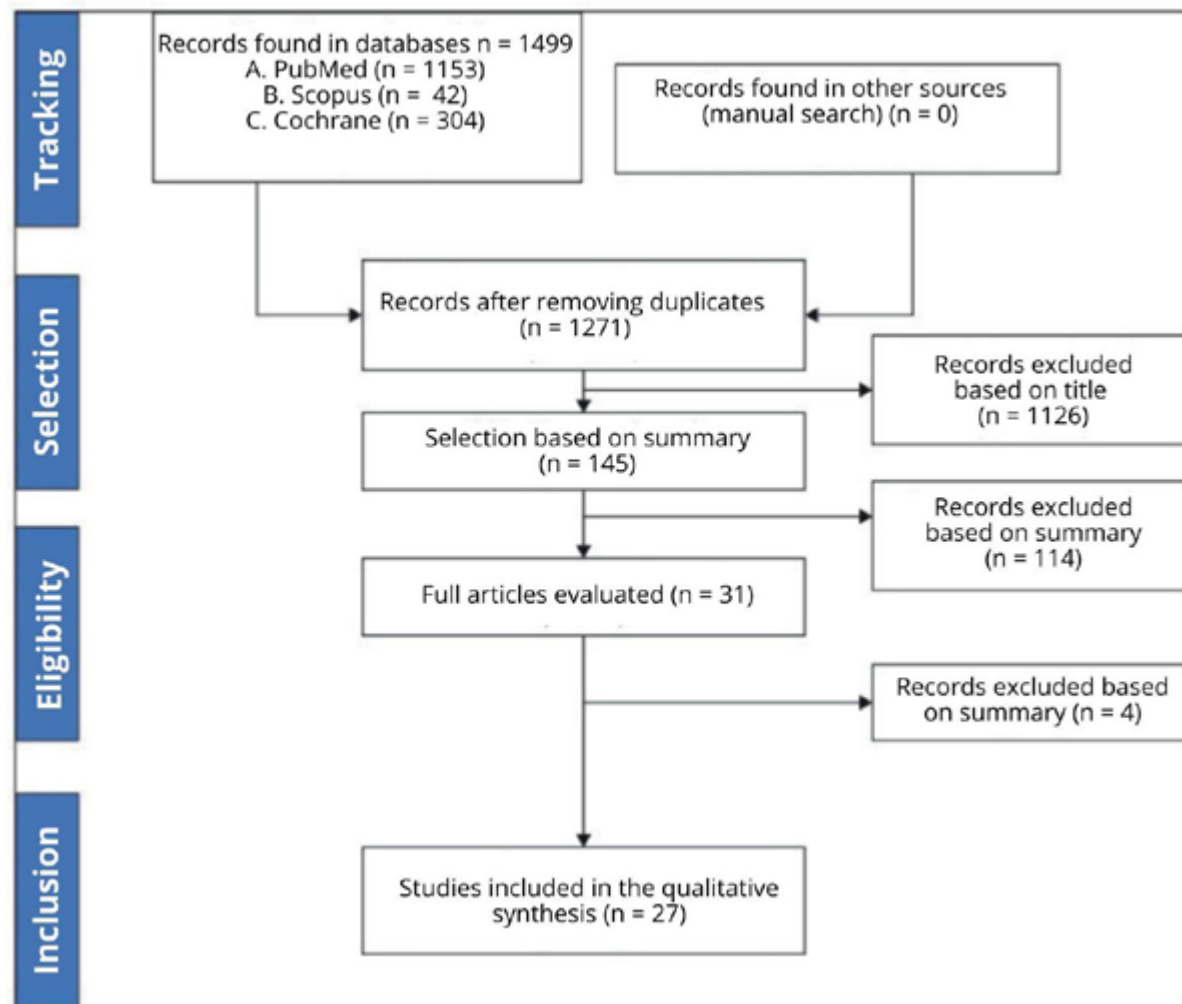 Tracking
Records found in databases n = 1499
A. PubMed (n = 1153)
B. Scopus (n = 42)
C. Cochrane (n = 304)
Records found in other sources
(manual search) (n = 0)
Selection
Records after removing duplicates
(n = 1271)
Records excluded
based on title
(n = 1126)
Selection based on summary
(n = 145)
Eligibility
Records excluded
based on summary
(n = 114)
Full articles evaluated (n = 31)
Records excluded based
on summary (n = 4)
Inclusion
Studies included in the qualitative
synthesis (n = 27)